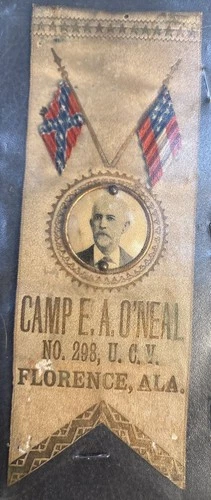 CAMP E. A. O'NEAL
NO. 298, U. C. V.
FLORENCE, ALA.